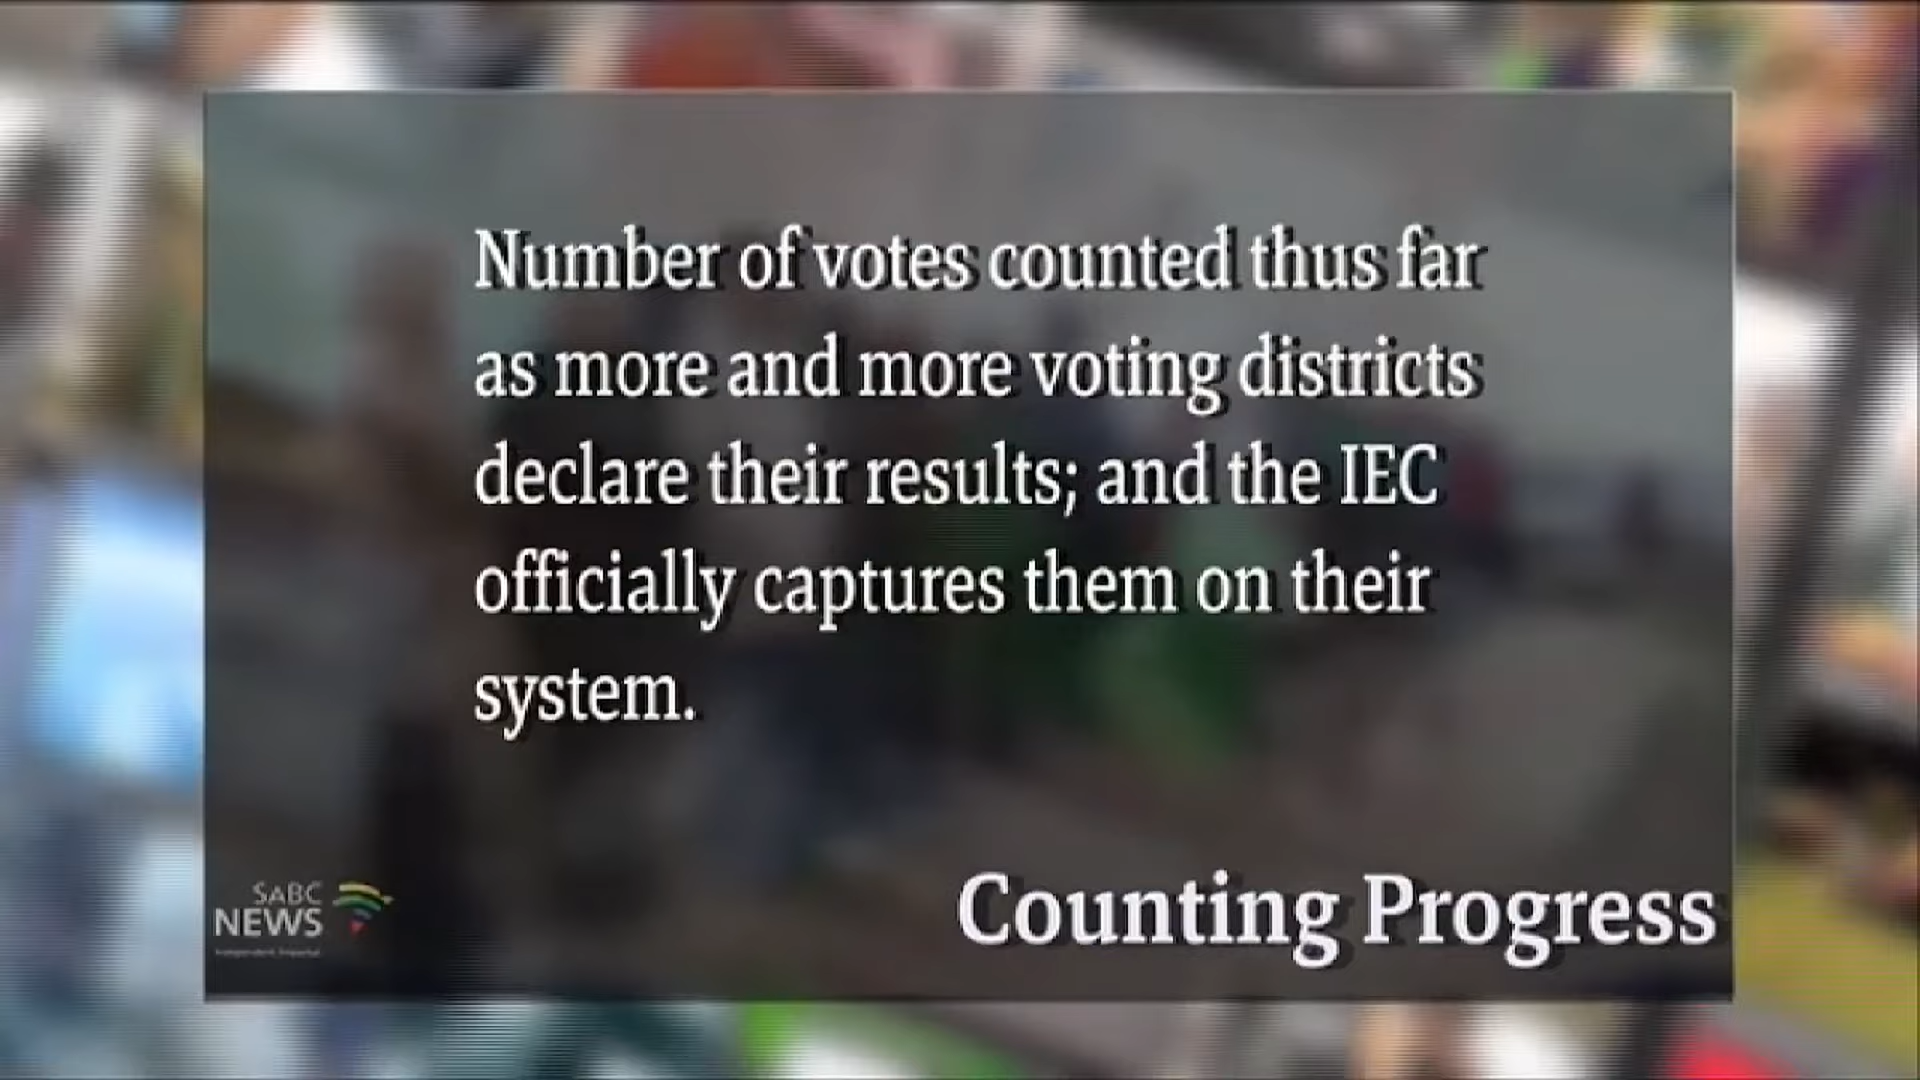 Number of votes counted thus far
as more and more voting districts
declare their results; and the IEC
officially captures them on their
system.
SABC
NEWS
Counting Progress